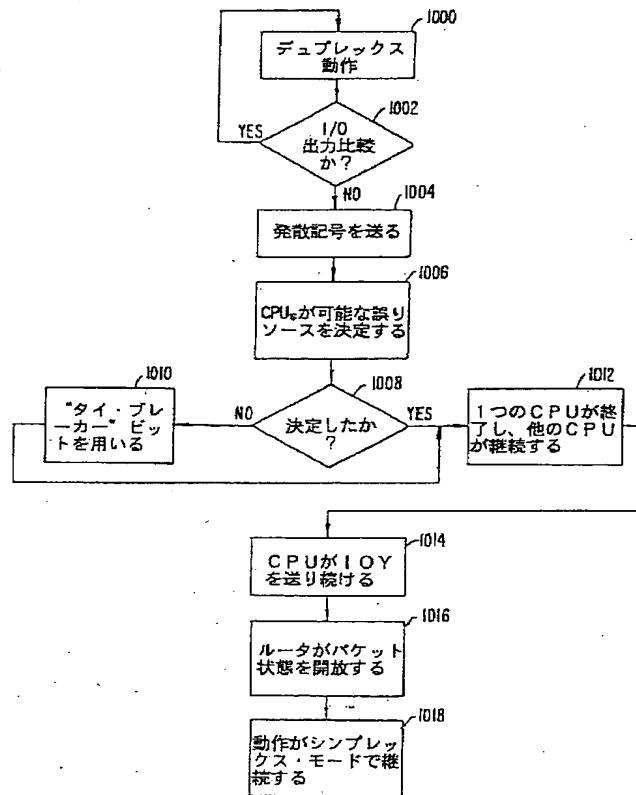 1000
デュプレックス
動作
1002
I/O
出力比較
か?
YES
NO
1004
発散記号を送る
1006
CPUsが可能な誤り
ソースを決定する
1008
決定したか
?
NO
YES
1010
“タイ・ブレ
ーカー” ビッ
トを用いる
1012
1つのCPUが終
了し、他のCPU
が継続する
1014
CPUがIOY
を送り続ける
1016
ルータがパケット
状態を開放する
1018
動作がシンプレッ
クス・モードで継
続する